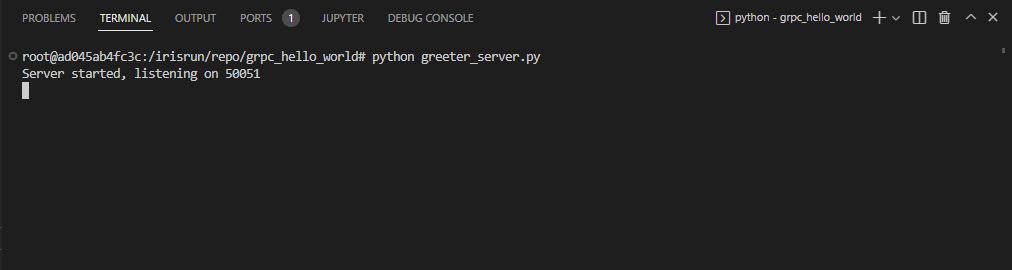 PROBLEMS TERMINAL OUTPUT PORTS 1 JUPYTER DEBUG CONSOLE python - grpc_hello_world
root@ad045ab4fc3c:/irisrun/repo/grpc_hello_world# python greeter_server.py
Server started, listening on 50051